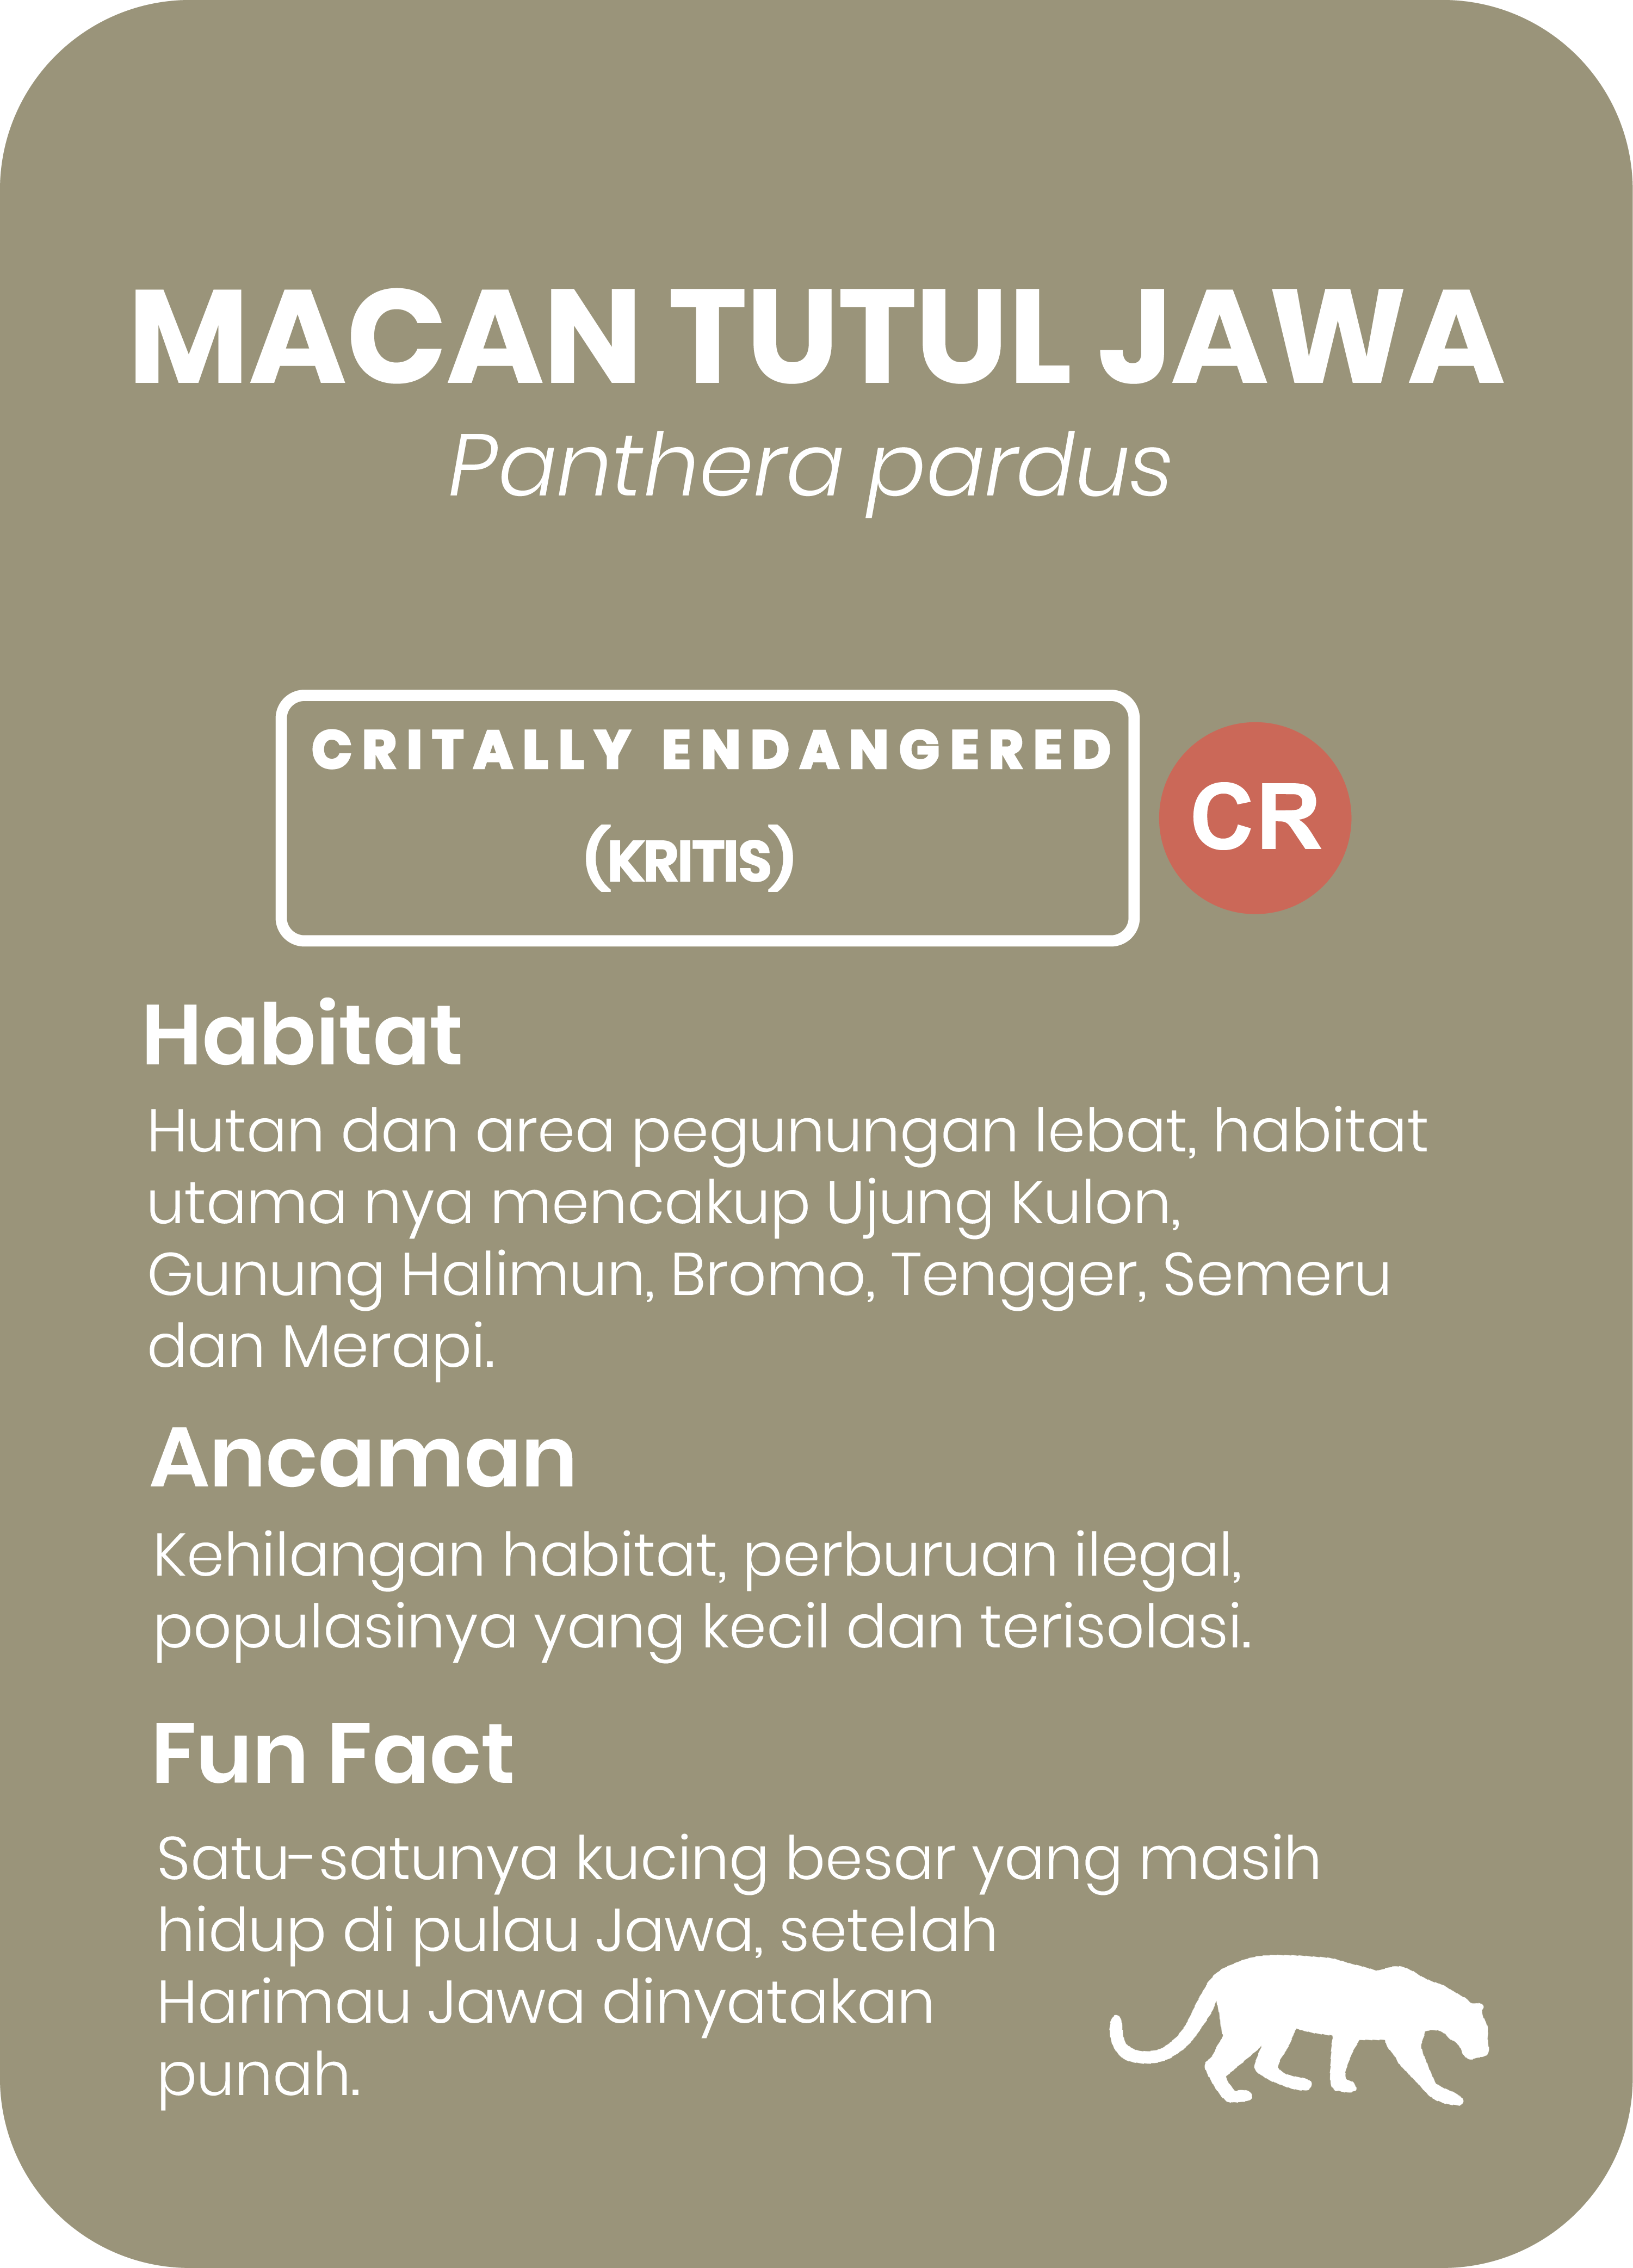 MACAN TUTUL JAWA
Panthera pardus
CRITALLY ENDANGERED
(KRITIS)
CR
Habitat
Hutan dan area pegunungan lebat, habitat
utama nya mencakup Ujung Kulon,
Gunung Halimun, Bromo, Tengger, Semeru
dan Merapi.
Ancaman
Kehilangan habitat, perburuan ilegal,
populasinya yang kecil dan terisolasi.
Fun Fact
Satu-satunya kucing besar yang masih
hidup di pulau Jawa, setelah
Harimau Jawa dinyatakan
punah.